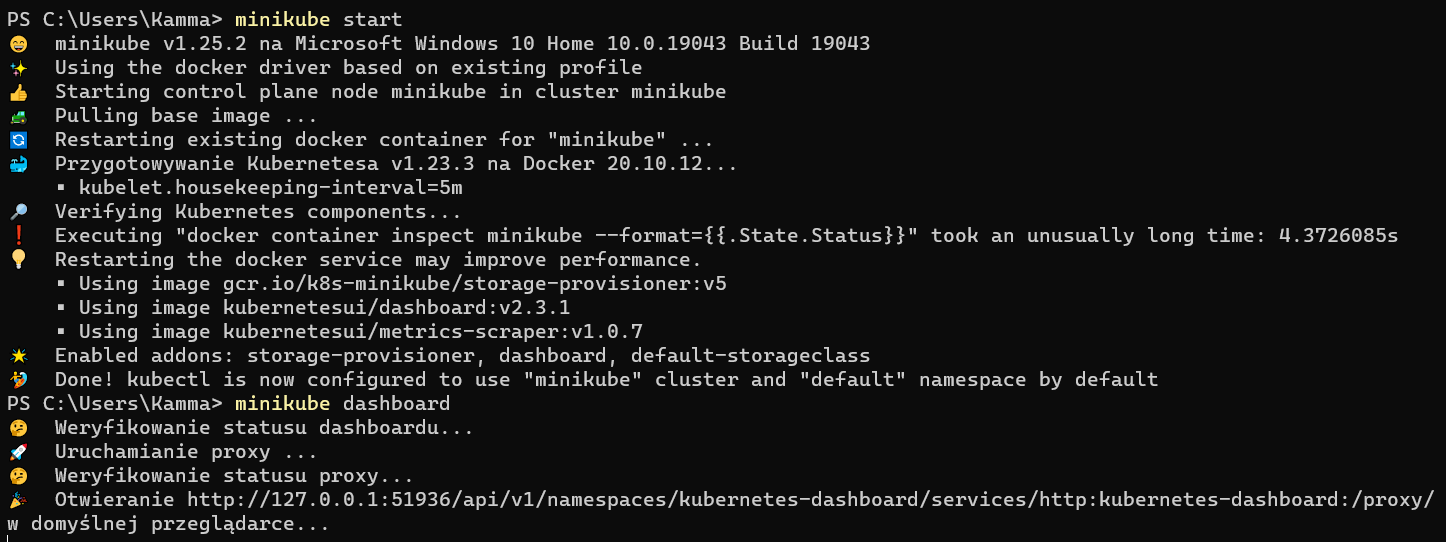 PS C:\Users\Kamma> minikube start
😄 minikube v1.25.2 na Microsoft Windows 10 Home 10.0.19043 Build 19043
✨ Using the docker driver based on existing profile
👍 Starting control plane node minikube in cluster minikube
🚜 Pulling base image ...
🔄 Restarting existing docker container for "minikube" ...
🐳 Przygotowywanie Kubernetesa v1.23.3 na Docker 20.10.12...
▪ kubelet.housekeeping-interval=5m
🔎 Verifying Kubernetes components...
❗ Executing "docker container inspect minikube --format={{.State.Status}}" took an unusually long time: 4.3726085s
💡 Restarting the docker service may improve performance.
▪ Using image gcr.io/k8s-minikube/storage-provisioner:v5
▪ Using image kubernetesui/dashboard:v2.3.1
▪ Using image kubernetesui/metrics-scraper:v1.0.7
🌟 Enabled addons: storage-provisioner, dashboard, default-storageclass
🏄 Done! kubectl is now configured to use "minikube" cluster and "default" namespace by default
PS C:\Users\Kamma> minikube dashboard
🤔 Weryfikowanie statusu dashboardu...
🚀 Uruchamianie proxy ...
🤔 Weryfikowanie statusu proxy...
🎉 Otwieranie http://127.0.0.1:51936/api/v1/namespaces/kubernetes-dashboard/services/http:kubernetes-dashboard:/proxy/
w domyślnej przeglądarce...